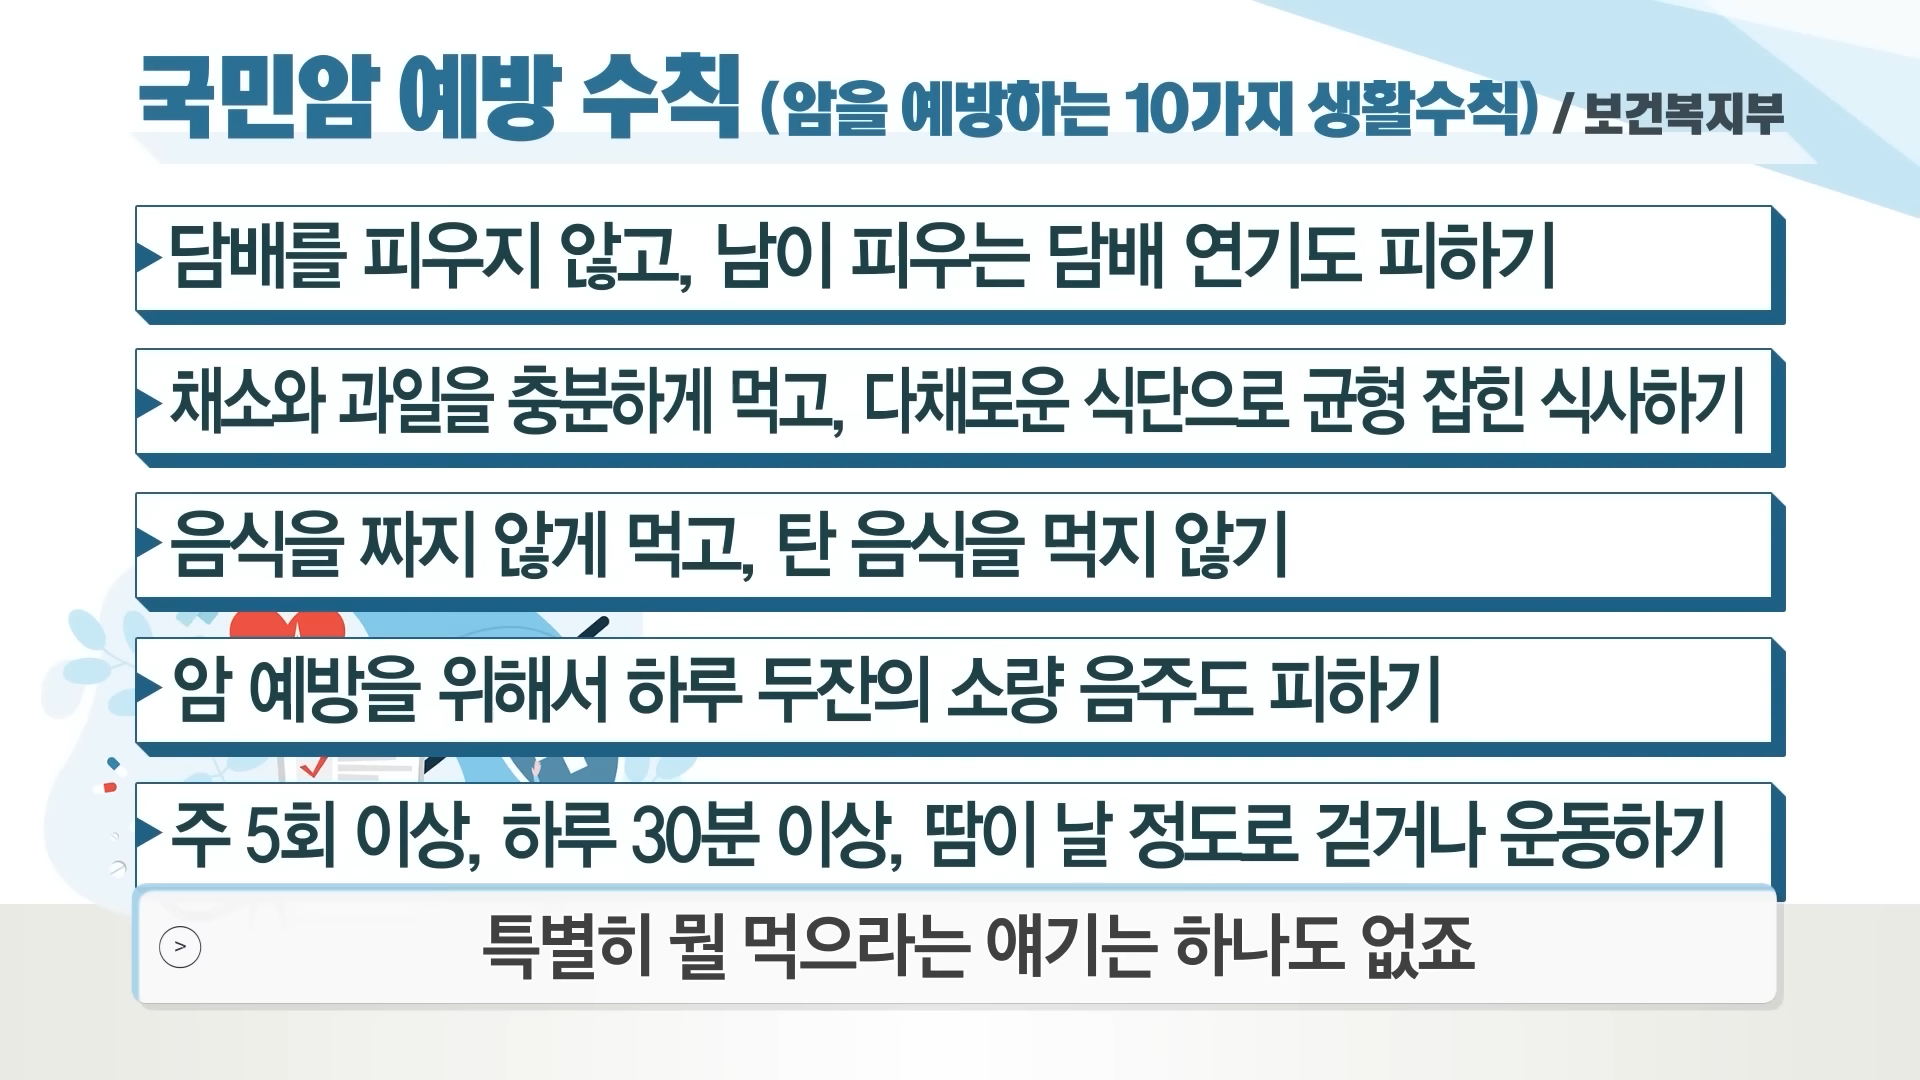 국민암 예방 수칙 (암을 예방하는 10가지 생활수칙) / 보건복지부
담배를 피우지 않고, 남이 피우는 담배 연기도 피하기
채소와 과일을 충분하게 먹고, 다채로운 식단으로 균형 잡힌 식사하기
음식을 짜지 않게 먹고, 탄 음식을 먹지 않기
암 예방을 위해서 하루 두잔의 소량 음주도 피하기
주 5회 이상, 하루 30분 이상, 땀이 날 정도로 걷거나 운동하기
> 특별히 뭘 먹으라는 얘기는 하나도 없죠